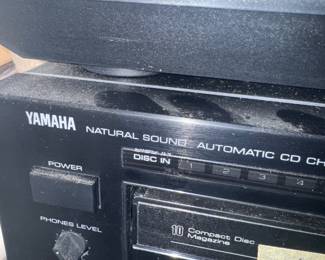 YAMAHA NATURAL SOUND AUTOMATIC CD CH
DISC IN 1 2 3 4
POWER
PHONES LEVEL
10 Compact Disc
Magazine